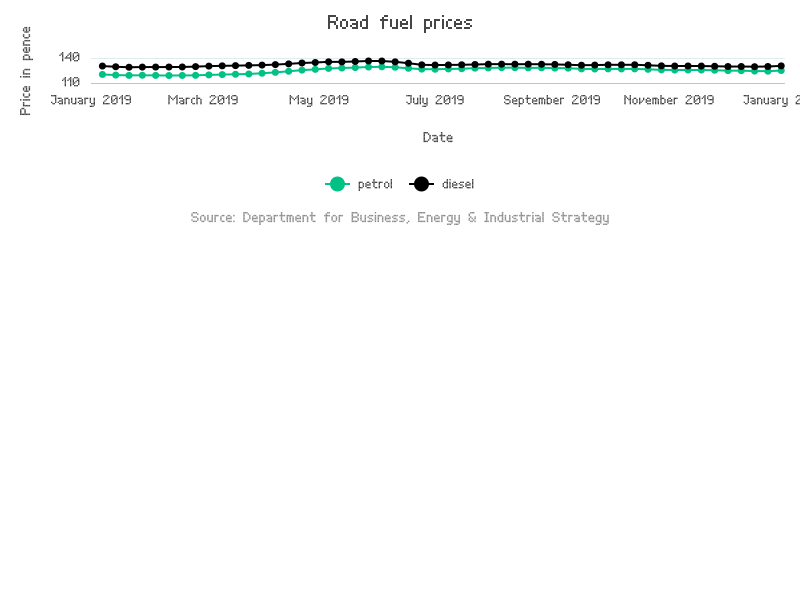 Road fuel prices
Price in pence
140
110
January 2019 March 2019 May 2019 July 2019 September 2019 November 2019 January 2
Date
petrol diesel
Source: Department for Business, Energy & Industrial Strategy